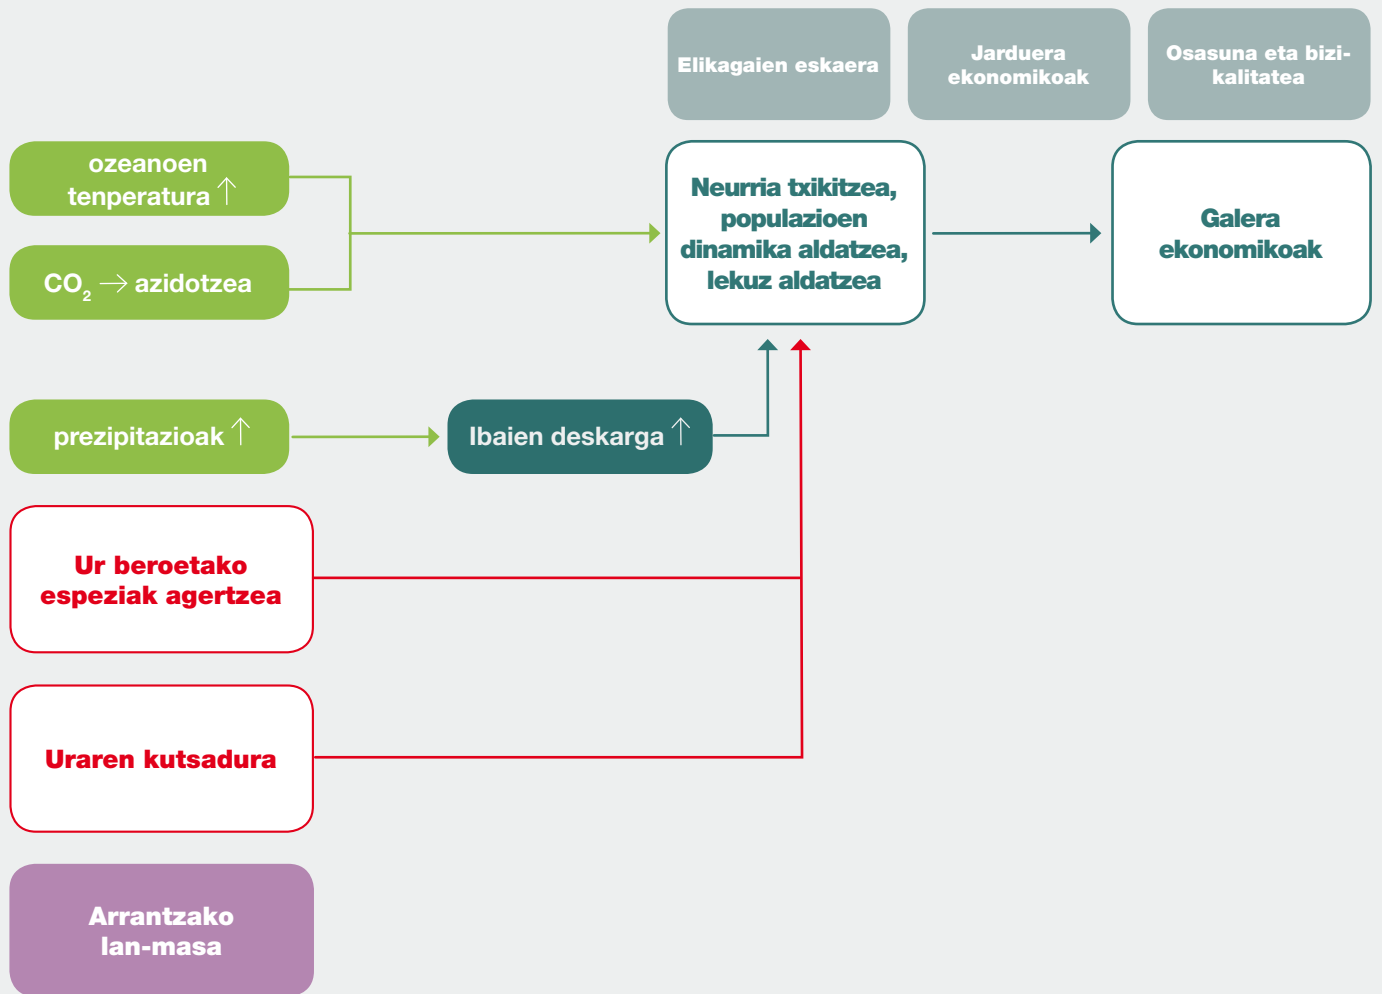 Elikagaien eskaera
Jarduera
ekonomikoak
Osasuna eta bizi-
kalitatea
ozeanoen
tenperatura ↑
CO₂ → azidotzea
Neurria txikitzea,
populazioen
dinamika aldatzea,
lekuz aldatzea
Galera
ekonomikoak
prezipitazioak ↑
Ibaien deskarga ↑
Ur beroetako
espeziak agertzea
Uraren kutsadura
Arrantzako
lan-masa